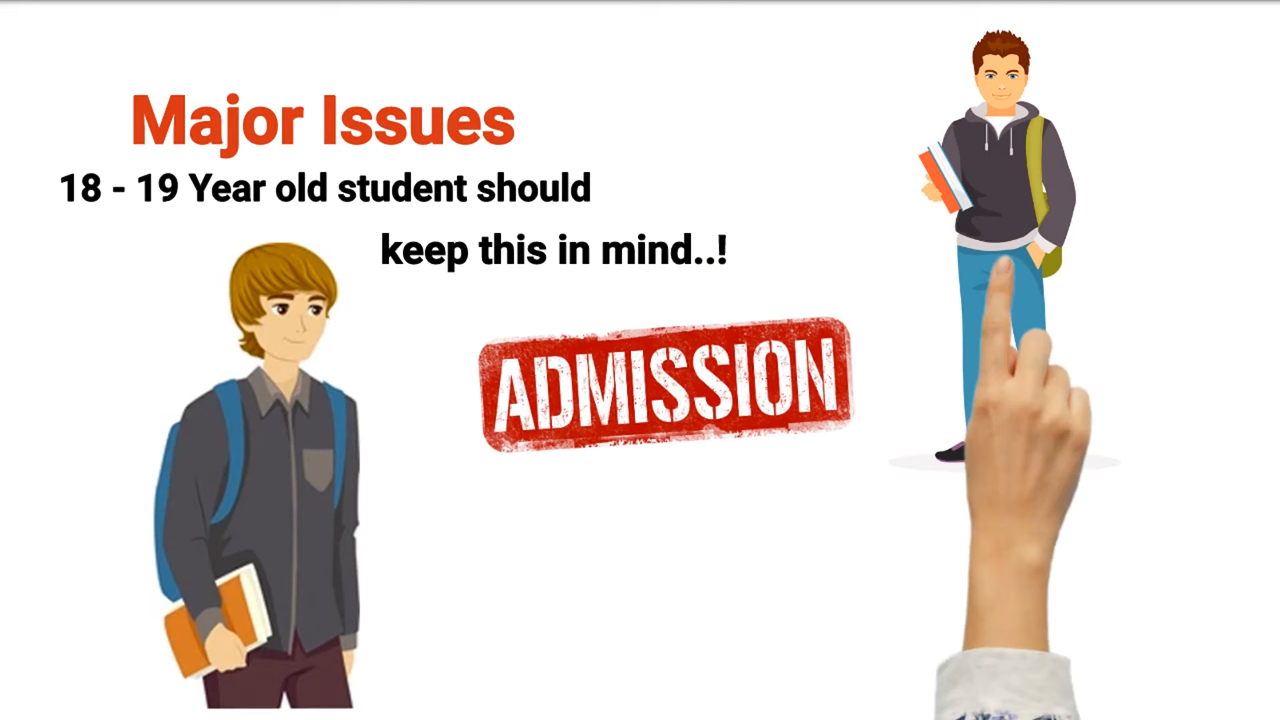 Major Issues
18 - 19 Year old student should
keep this in mind..!
ADMISSION